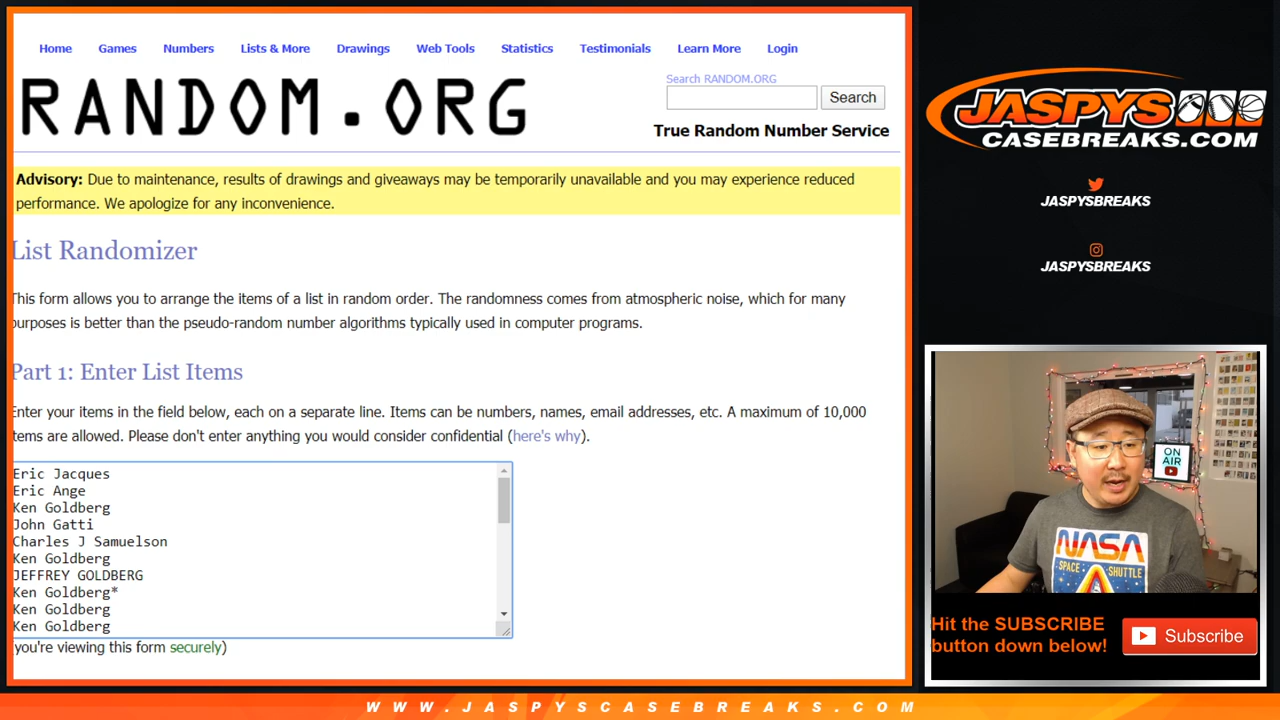 Home Games Numbers Lists & More Drawings Web Tools Statistics Testimonials Learn More Login
RANDOM.ORG
Search RANDOM.ORG
Search
True Random Number Service
Advisory: Due to maintenance, results of drawings and giveaways may be temporarily unavailable and you may experience reduced
performance. We apologize for any inconvenience.
List Randomizer
This form allows you to arrange the items of a list in random order. The randomness comes from atmospheric noise, which for many
purposes is better than the pseudo-random number algorithms typically used in computer programs.
Part 1: Enter List Items
Enter your items in the field below, each on a separate line. Items can be numbers, names, email addresses, etc. A maximum of 10,000
items are allowed. Please don't enter anything you would consider confidential (here's why).
Eric Jacques
Eric Ange
Ken Goldberg
John Gatti
Charles J Samuelson
Ken Goldberg
JEFFREY GOLDBERG
Ken Goldberg*
Ken Goldberg
Ken Goldberg
(you're viewing this form securely)
JASPYS
CASEBREAKS.COM
JASPYSBREAKS
JASPYSBREAKS
ON
AIR
NASA
SPACE SHUTTLE
Hit the SUBSCRIBE
button down below!
Subscribe
WWW.JASPYSCASEBREAKS.COM